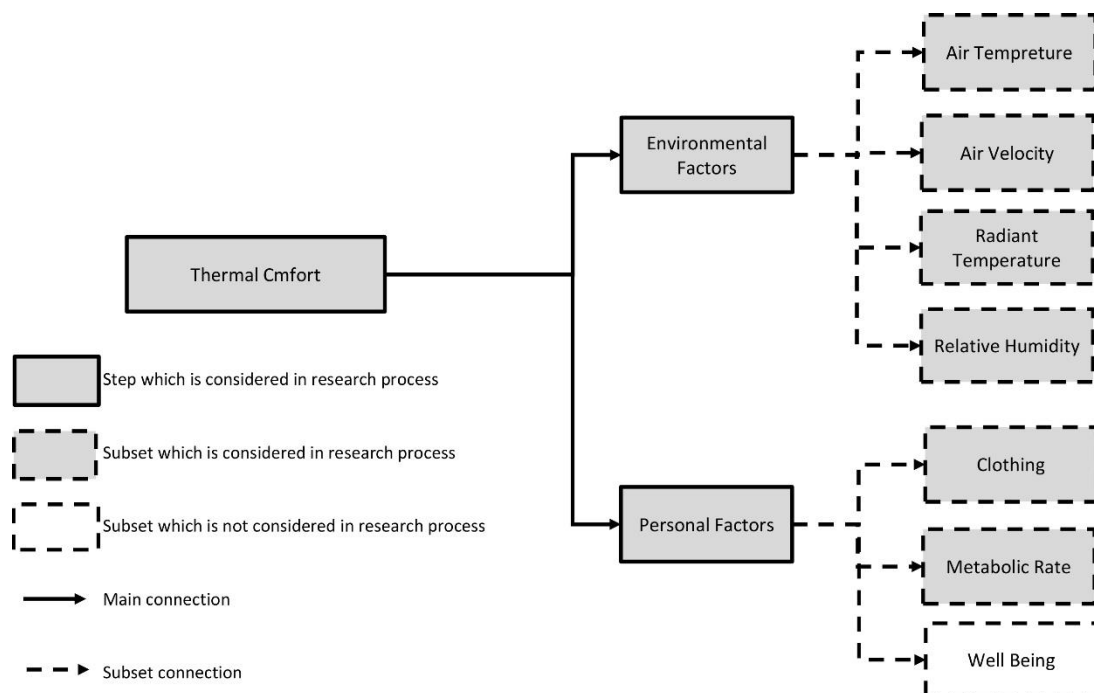 Air Tempreture
Environmental
Factors
Air Velocity
Radiant
Temperature
Thermal Cmfort
Relative Humidity
Step which is considered in research process
Subset which is considered in research process
Clothing
Subset which is not considered in research process
Personal Factors
Metabolic Rate
Main connection
Well Being
Subset connection